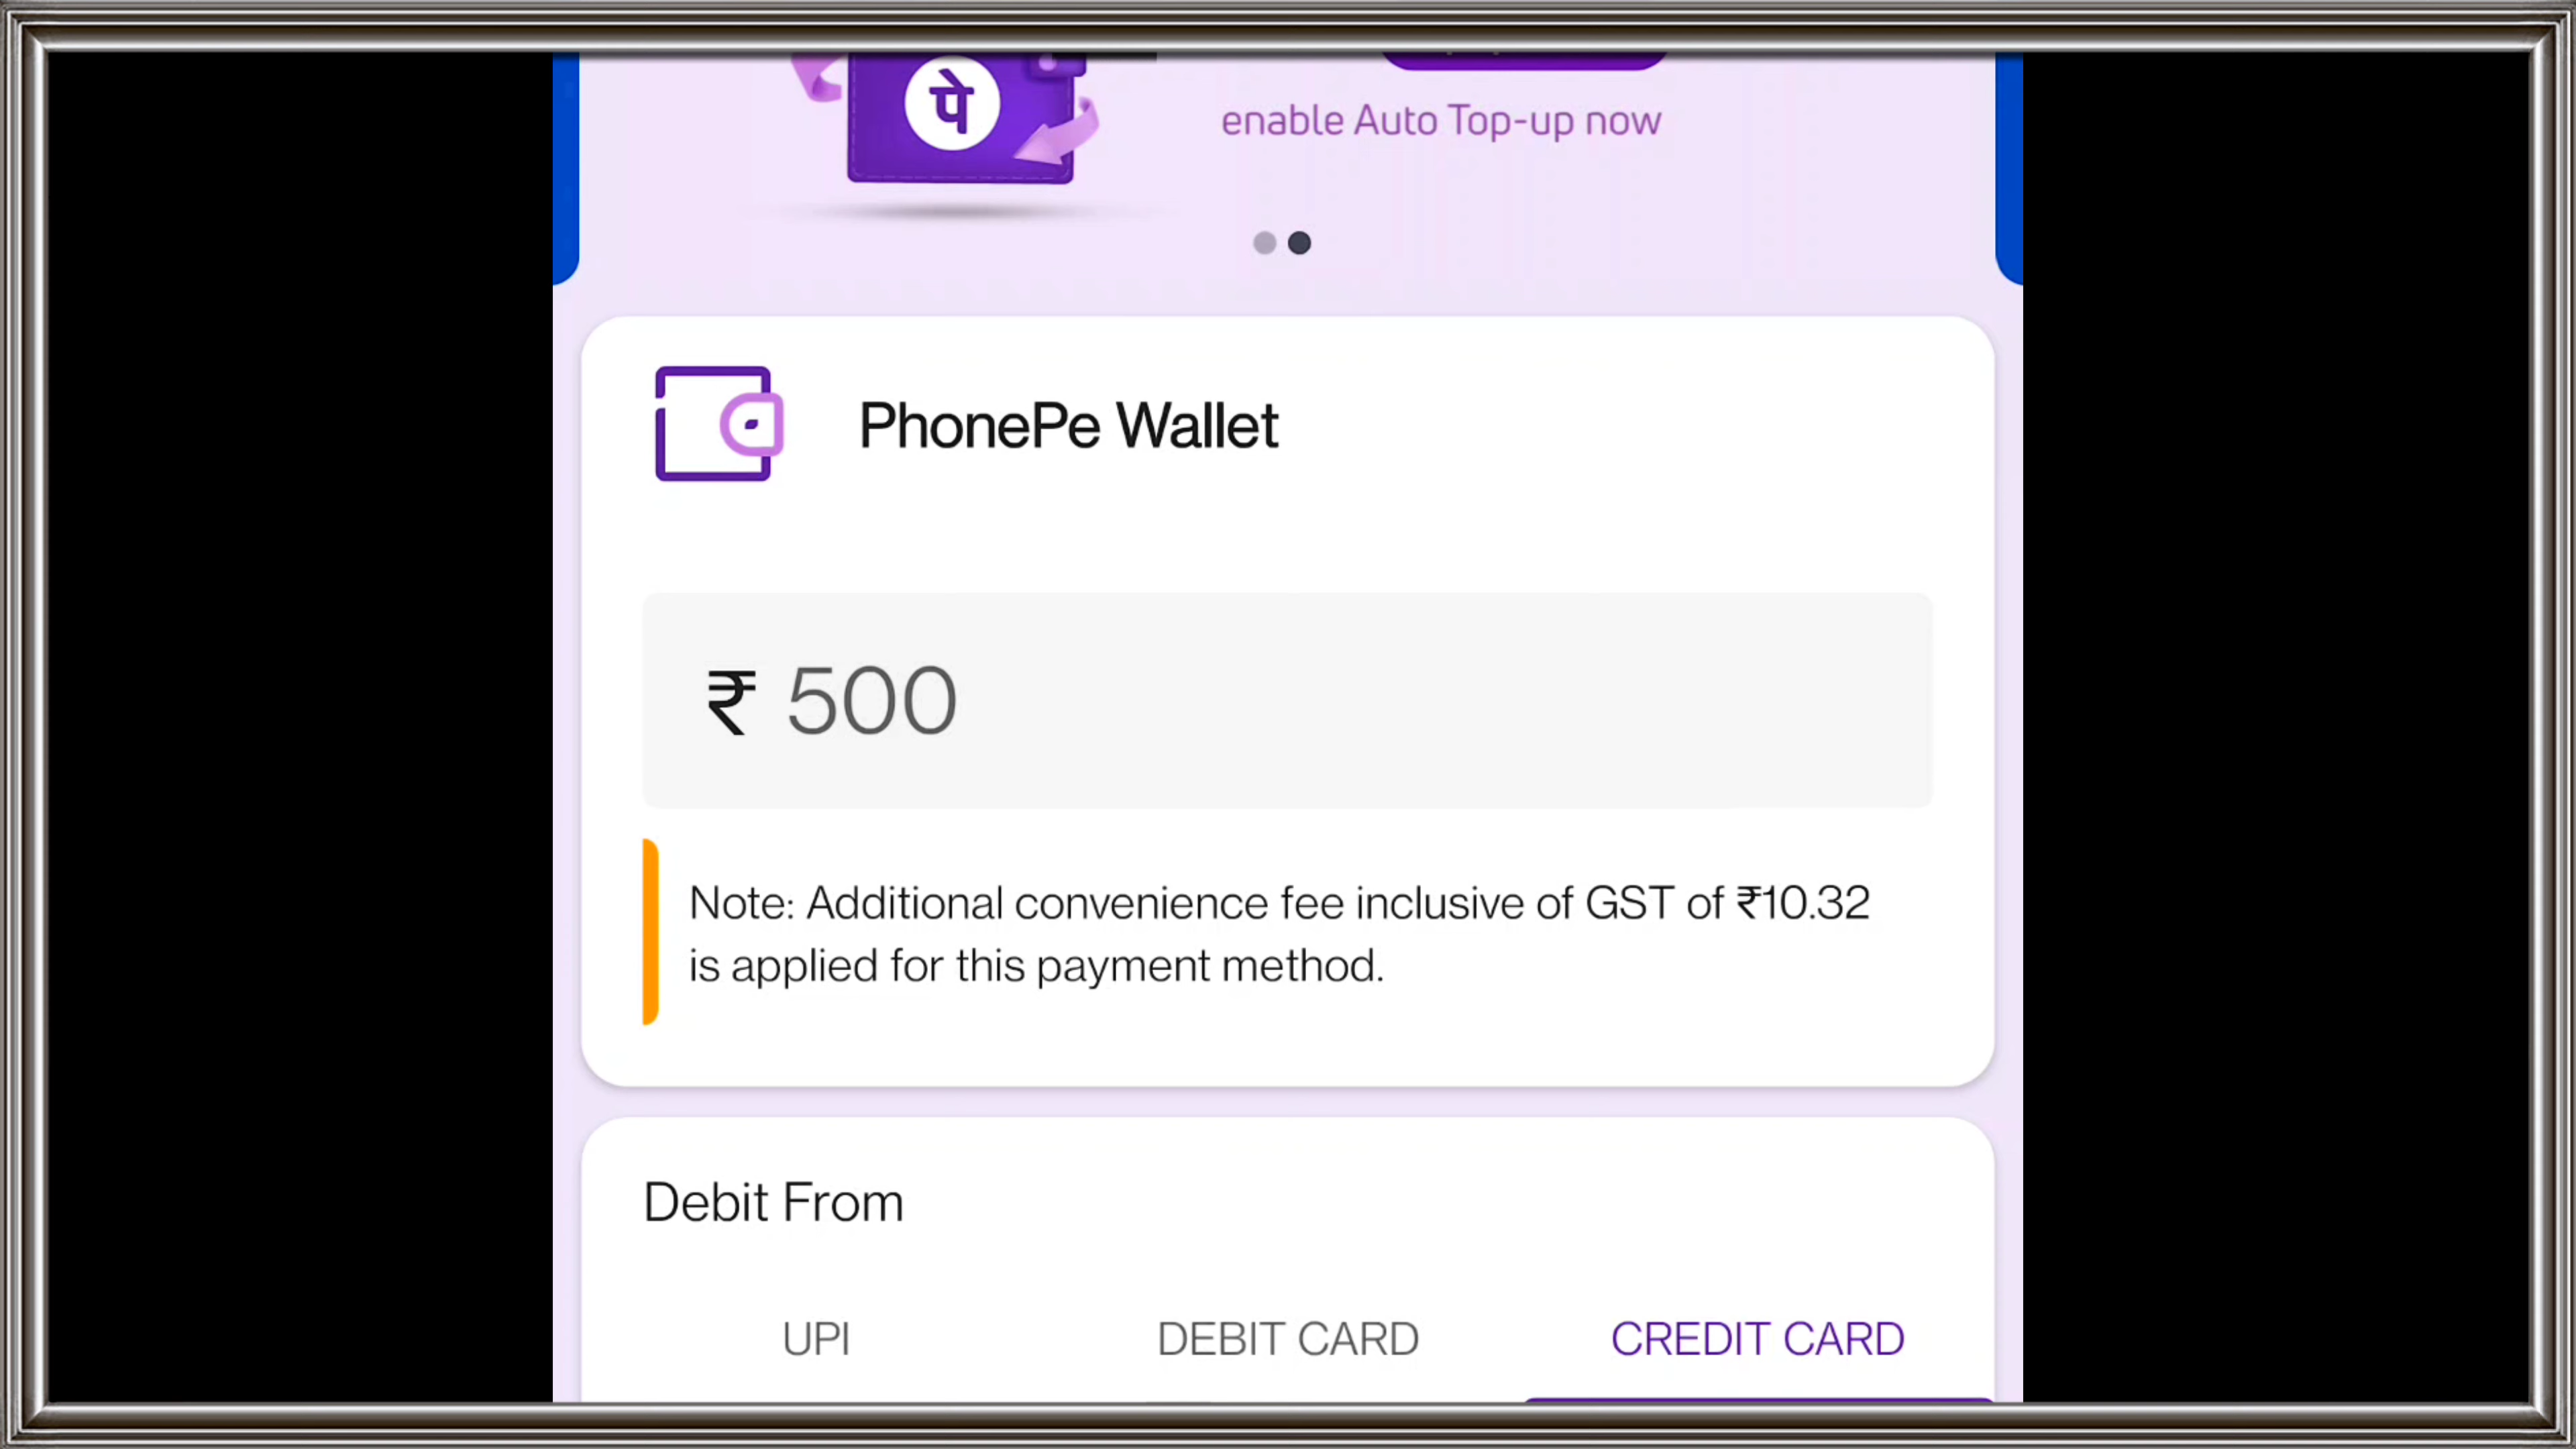 पे
enable Auto Top-up now
PhonePe Wallet
₹ 500
Note: Additional convenience fee inclusive of GST of ₹10.32
is applied for this payment method.
Debit From
UPI DEBIT CARD CREDIT CARD